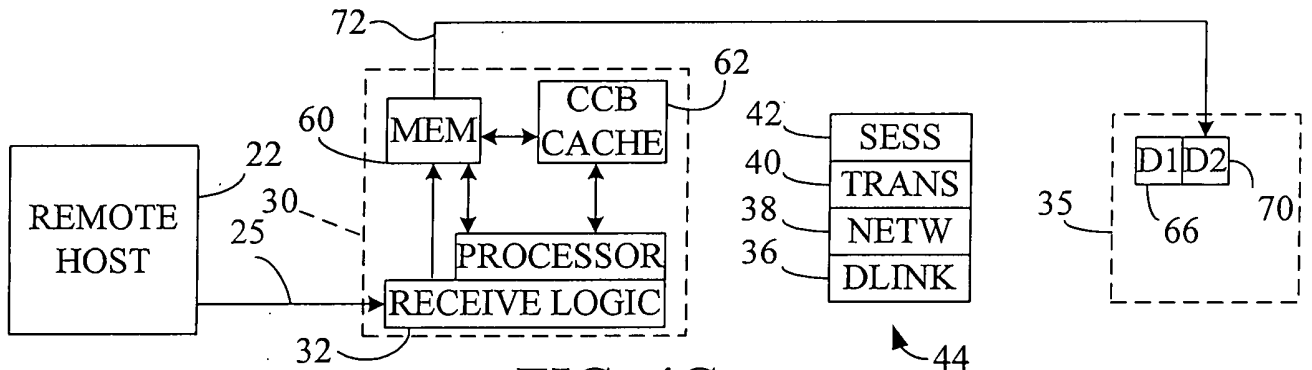 72
62
CCB
CACHE
MEM
60
42
SESS
40
TRANS
38
NETW
36
DLINK
44
D1
D2
35
66
70
22
REMOTE
HOST
30
25
PROCESSOR
RECEIVE LOGIC
32
FIG.